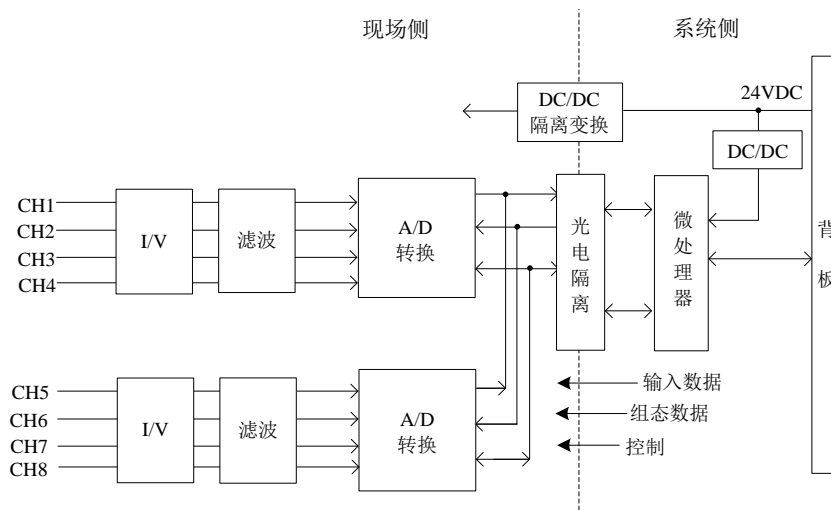 现场侧
系统侧
DC/DC
隔离变换
24VDC
DC/DC
CH1
CH2
CH3
CH4
I/V
滤波
A/D
转换
光电隔离
微处理器
背板
CH5
CH6
CH7
CH8
I/V
滤波
A/D
转换
输入数据
组态数据
控制